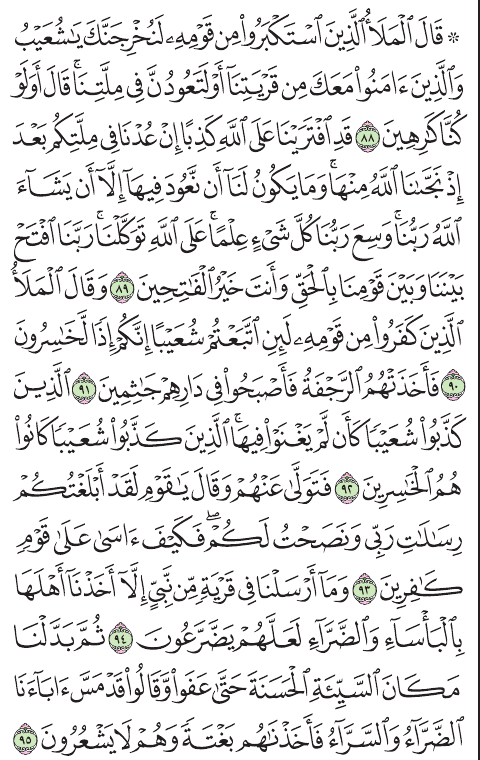 ۞ قَالَ ٱلْمَلَأُ ٱلَّذِينَ ٱسْتَكْبَرُوا۟ مِن قَوْمِهِۦ لَنُخْرِجَنَّكَ يَـٰشُعَيْبُ
وَٱلَّذِينَ ءَامَنُوا۟ مَعَكَ مِن قَرْيَتِنَآ أَوْ لَتَعُودُنَّ فِى مِلَّتِنَا ۚ قَالَ أَوَلَوْ
كُنَّا كَـٰرِهِينَ ٨٨ قَدِ ٱفْتَرَيْنَا عَلَى ٱللَّهِ كَذِبًا إِنْ عُدْنَا فِى مِلَّتِكُم بَعْدَ
إِذْ نَجَّىٰنَا ٱللَّهُ مِنْهَا ۚ وَمَا يَكُونُ لَنَآ أَن نَّعُودَ فِيهَآ إِلَّآ أَن يَشَآءَ
ٱللَّهُ رَبُّنَا ۚ وَسِعَ رَبُّنَا كُلَّ شَىْءٍ عِلْمًا ۚ عَلَى ٱللَّهِ تَوَكَّلْنَا ۚ رَبَّنَا ٱفْتَحْ
بَيْنَنَا وَبَيْنَ قَوْمِنَا بِٱلْحَقِّ وَأَنتَ خَيْرُ ٱلْفَـٰتِحِينَ ٨٩ وَقَالَ ٱلْمَلَأُ
ٱلَّذِينَ كَفَرُوا۟ مِن قَوْمِهِۦ لَئِنِ ٱتَّبَعْتُمْ شُعَيْبًا إِنَّكُمْ إِذًا لَّخَـٰسِرُونَ
٩٠ فَأَخَذَتْهُمُ ٱلرَّجْفَةُ فَأَصْبَحُوا۟ فِى دَارِهِمْ جَـٰثِمِينَ ٩١ ٱلَّذِينَ
كَذَّبُوا۟ شُعَيْبًا كَأَن لَّمْ يَغْنَوْا۟ فِيهَا ۚ ٱلَّذِينَ كَذَّبُوا۟ شُعَيْبًا كَانُوا۟
هُمُ ٱلْخَـٰسِرِينَ ٩٢ فَتَوَلَّىٰ عَنْهُمْ وَقَالَ يَـٰقَوْمِ لَقَدْ أَبْلَغْتُكُمْ
رِسَـٰلَـٰتِ رَبِّى وَنَصَحْتُ لَكُمْ ۖ فَكَيْفَ ءَاسَىٰ عَلَىٰ قَوْمٍ
كَـٰفِرِينَ ٩٣ وَمَآ أَرْسَلْنَا فِى قَرْيَةٍ مِّن نَّبِىٍّ إِلَّآ أَخَذْنَآ أَهْلَهَا
بِٱلْبَأْسَآءِ وَٱلضَّرَّآءِ لَعَلَّهُمْ يَضَّرَّعُونَ ٩٤ ثُمَّ بَدَّلْنَا
مَكَانَ ٱلسَّيِّئَةِ ٱلْحَسَنَةَ حَتَّىٰ عَفَوا۟ وَّقَالُوا۟ قَدْ مَسَّ ءَابَآءَنَا
ٱلضَّرَّآءُ وَٱلسَّرَّآءُ فَأَخَذْنَـٰهُم بَغْتَةً وَهُمْ لَا يَشْعُرُونَ ٩٥